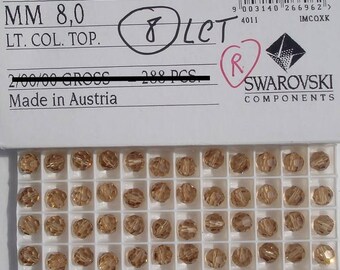 9 003140 266962
MM 8,0
8 LCT
4011 IMCQXK
LT. COL. TOP.
R
2/00/00 GROSS = 288 PCS.
SWAROVSKI
Made in Austria
COMPONENTS